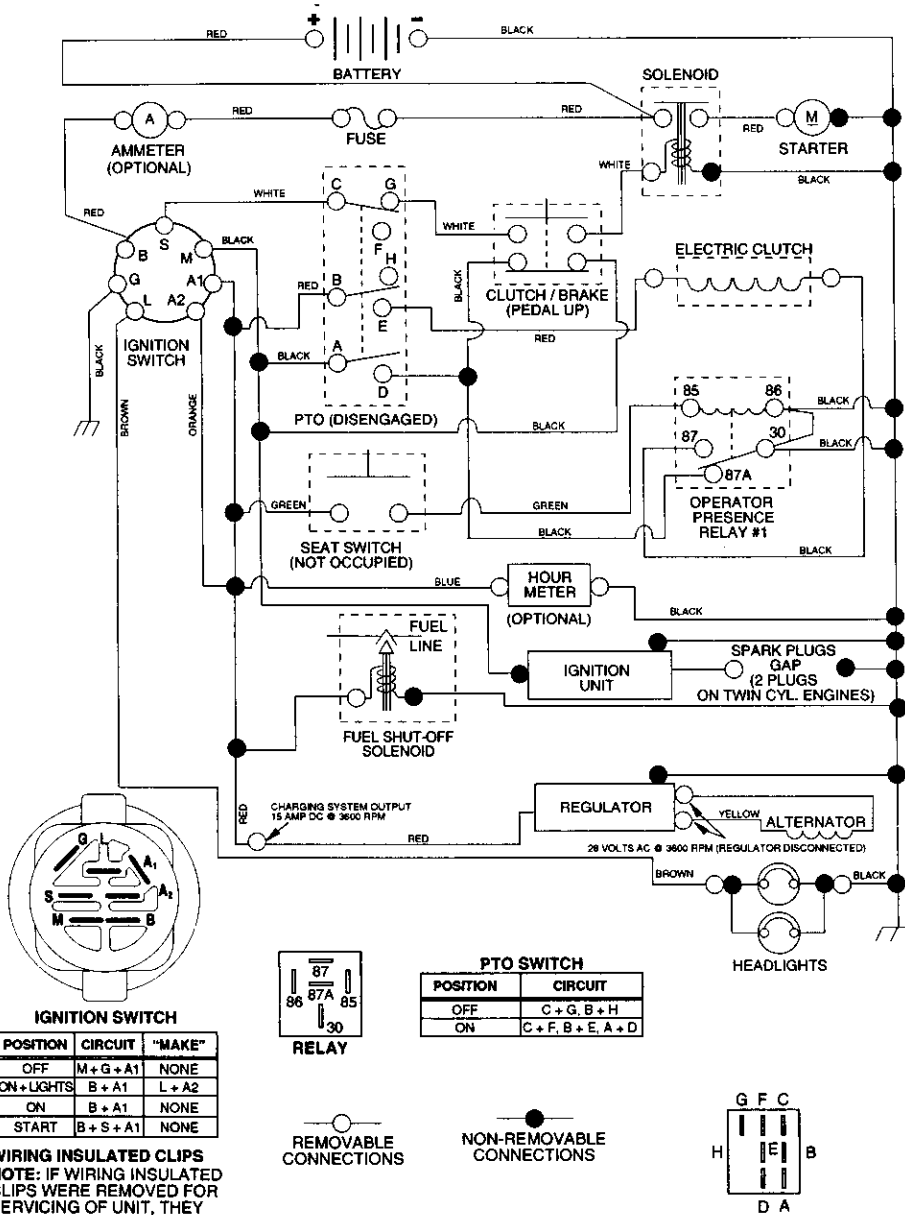 + -
RED
BLACK
BATTERY
SOLENOID
A
RED
RED
FUSE
AMMETER
(OPTIONAL)
M
RED
STARTER
WHITE
BLACK
RED
WHITE
C G
F
H
B
E
A
D
RED
BLACK
PTO (DISENGAGED)
S
B M
G A1
L A2
BLACK
IGNITION
SWITCH
BLACK
BROWN
ORANGE
WHITE
BLACK
CLUTCH / BRAKE
(PEDAL UP)
RED
ELECTRIC CLUTCH
BLACK
85 86
87 30
87A
BLACK
BLACK
OPERATOR
PRESENCE
RELAY #1
BLACK
GREEN
GREEN
SEAT SWITCH
(NOT OCCUPIED)
BLACK
BLUE
HOUR
METER
(OPTIONAL)
BLACK
FUEL
LINE
FUEL SHUT-OFF
SOLENOID
IGNITION
UNIT
SPARK PLUGS
GAP
(2 PLUGS
ON TWIN CYL. ENGINES)
RED
CHARGING SYSTEM OUTPUT
15 AMP DC @ 3600 RPM
RED
REGULATOR
YELLOW
ALTERNATOR
28 VOLTS AC @ 3600 RPM (REGULATOR DISCONNECTED)
BROWN
BLACK
HEADLIGHTS
G L
A1
S A2
M B
IGNITION SWITCH
POSITION CIRCUIT "MAKE"
OFF M+G+A1 NONE
ON+LIGHTS B+A1 L+A2
ON B+A1 NONE
START B+S+A1 NONE
87
86 87A 85
30
RELAY
PTO SWITCH
POSITION CIRCUIT
OFF C+G, B+H
ON C+F, B+E, A+D
REMOVABLE
CONNECTIONS
NON-REMOVABLE
CONNECTIONS
G F C
H E B
D A
WIRING INSULATED CLIPS
NOTE: IF WIRING INSULATED
CLIPS WERE REMOVED FOR
SERVICING OF UNIT, THEY